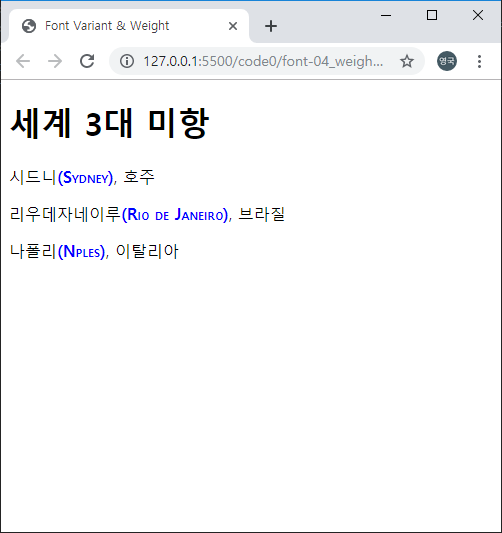 Font Variant & Weight
127.0.0.1:5500/code0/font-04_weigh...
영국
세계 3대 미항
시드니(Sydney), 호주
리우데자네이루(Rio de Janeiro), 브라질
나폴리(Nples), 이탈리아